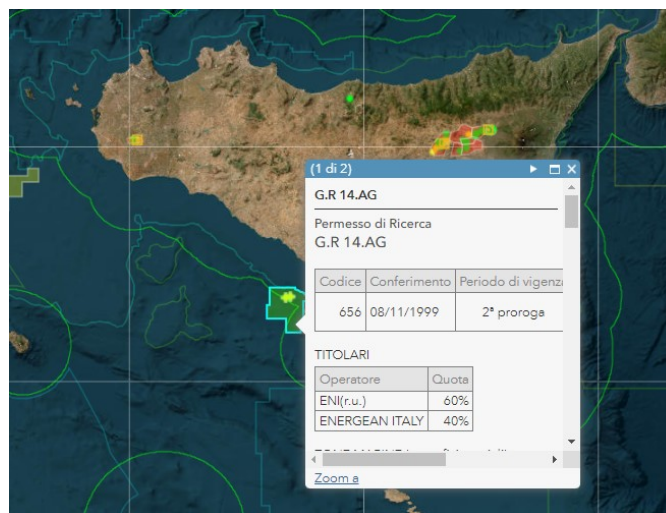 (1 di 2)
G.R 14.AG
Permesso di Ricerca
G.R 14.AG
Codice Conferimento Periodo di vigenza
656 08/11/1999 2ª proroga
TITOLARI
Operatore Quota
ENI(r.u.) 60%
ENERGEAN ITALY 40%
Zoom a